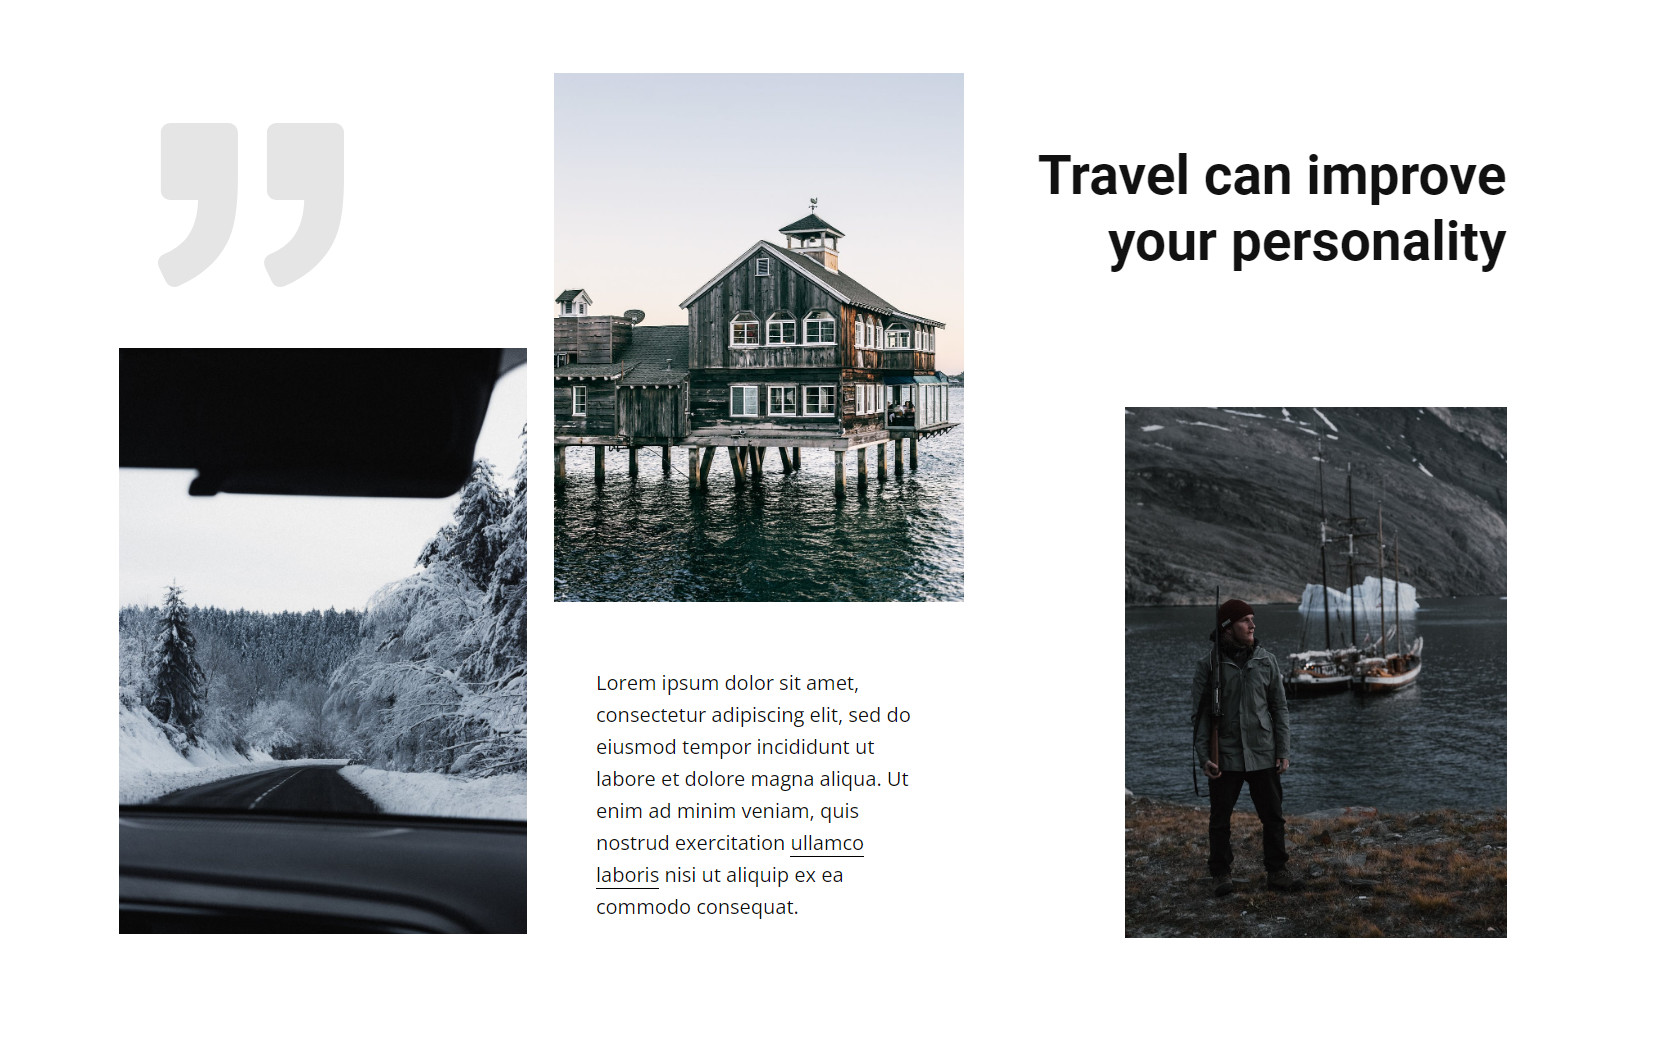 Travel can improve
your personality
Lorem ipsum dolor sit amet,
consectetur adipiscing elit, sed do
eiusmod tempor incididunt ut
labore et dolore magna aliqua. Ut
enim ad minim veniam, quis
nostrud exercitation ullamco
laboris nisi ut aliquip ex ea
commodo consequat.